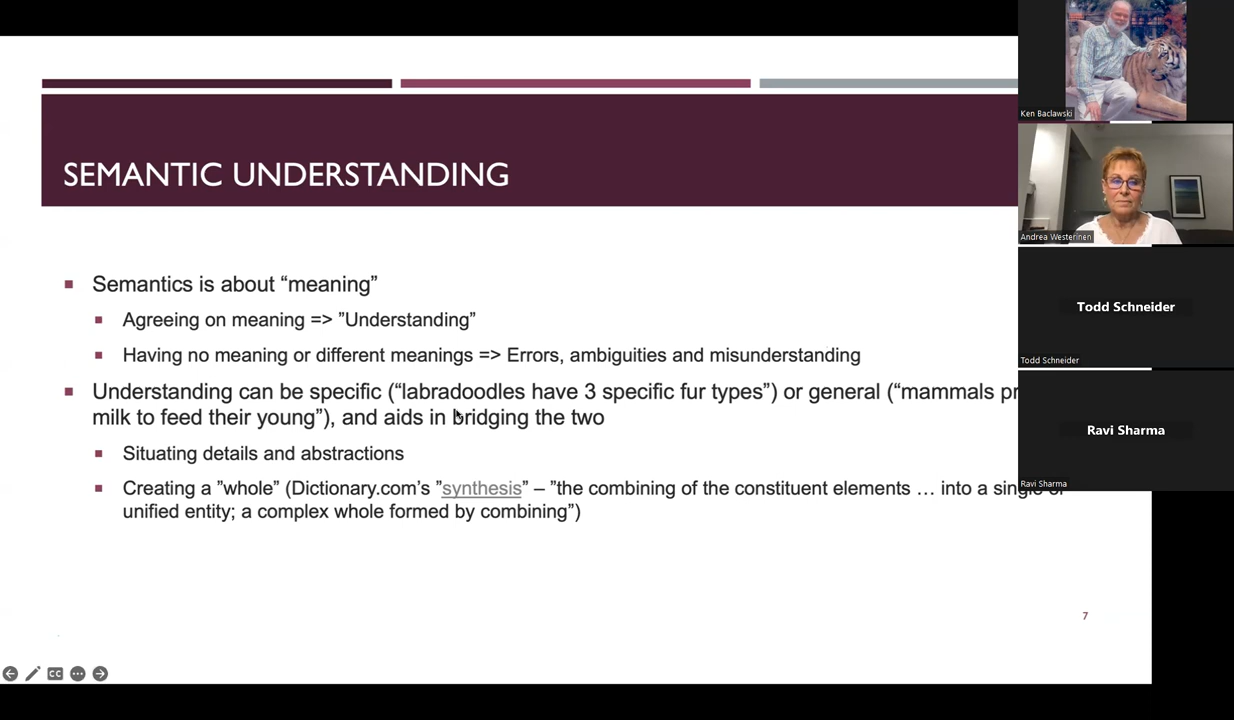 SEMANTIC UNDERSTANDING
Semantics is about “meaning”
Agreeing on meaning => ”Understanding”
Having no meaning or different meanings => Errors, ambiguities and misunderstanding
Understanding can be specific (“labradoodles have 3 specific fur types”) or general (“mammals
milk to feed their young”), and aids in bridging the two
Situating details and abstractions
Creating a ”whole” (Dictionary.com’s ”synthesis” – ”the combining of the constituent elements … into a single or
unified entity; a complex whole formed by combining”)
7
CC
Ken Baclawski
Andrea Westerinen
Todd Schneider
Todd Schneider
Ravi Sharma
Ravi Sharma